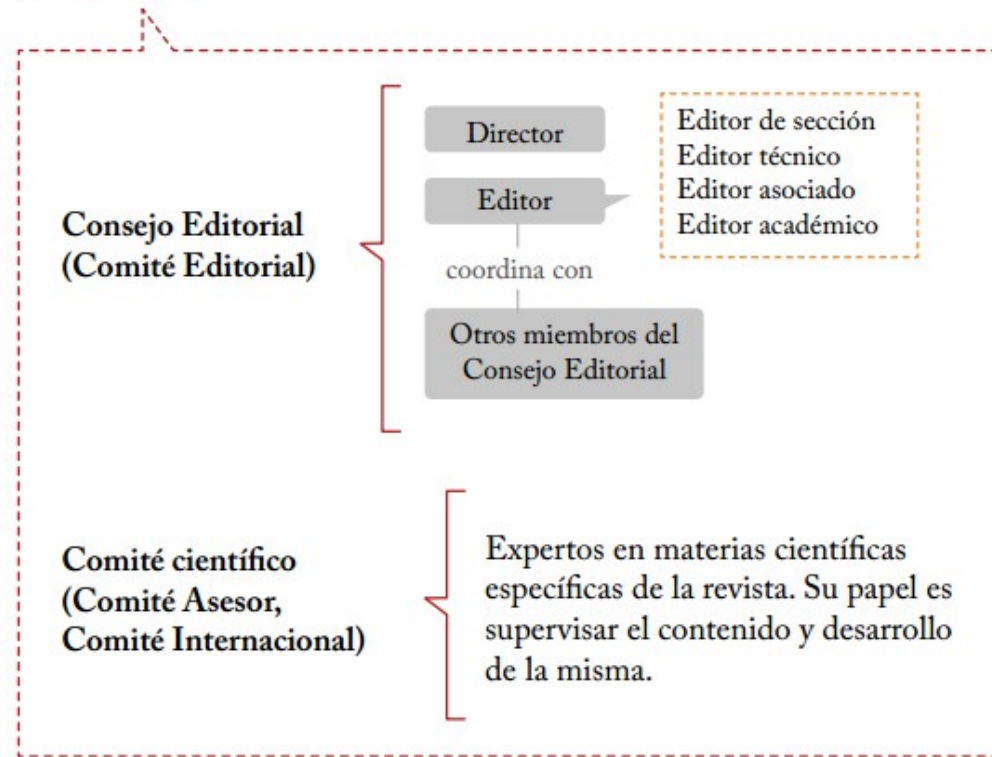 Consejo Editorial
(Comité Editorial)
Director
Editor
coordina con
Otros miembros del
Consejo Editorial
Editor de sección
Editor técnico
Editor asociado
Editor académico
Comité científico
(Comité Asesor,
Comité Internacional)
Expertos en materias científicas
específicas de la revista. Su papel es
supervisar el contenido y desarrollo
de la misma.